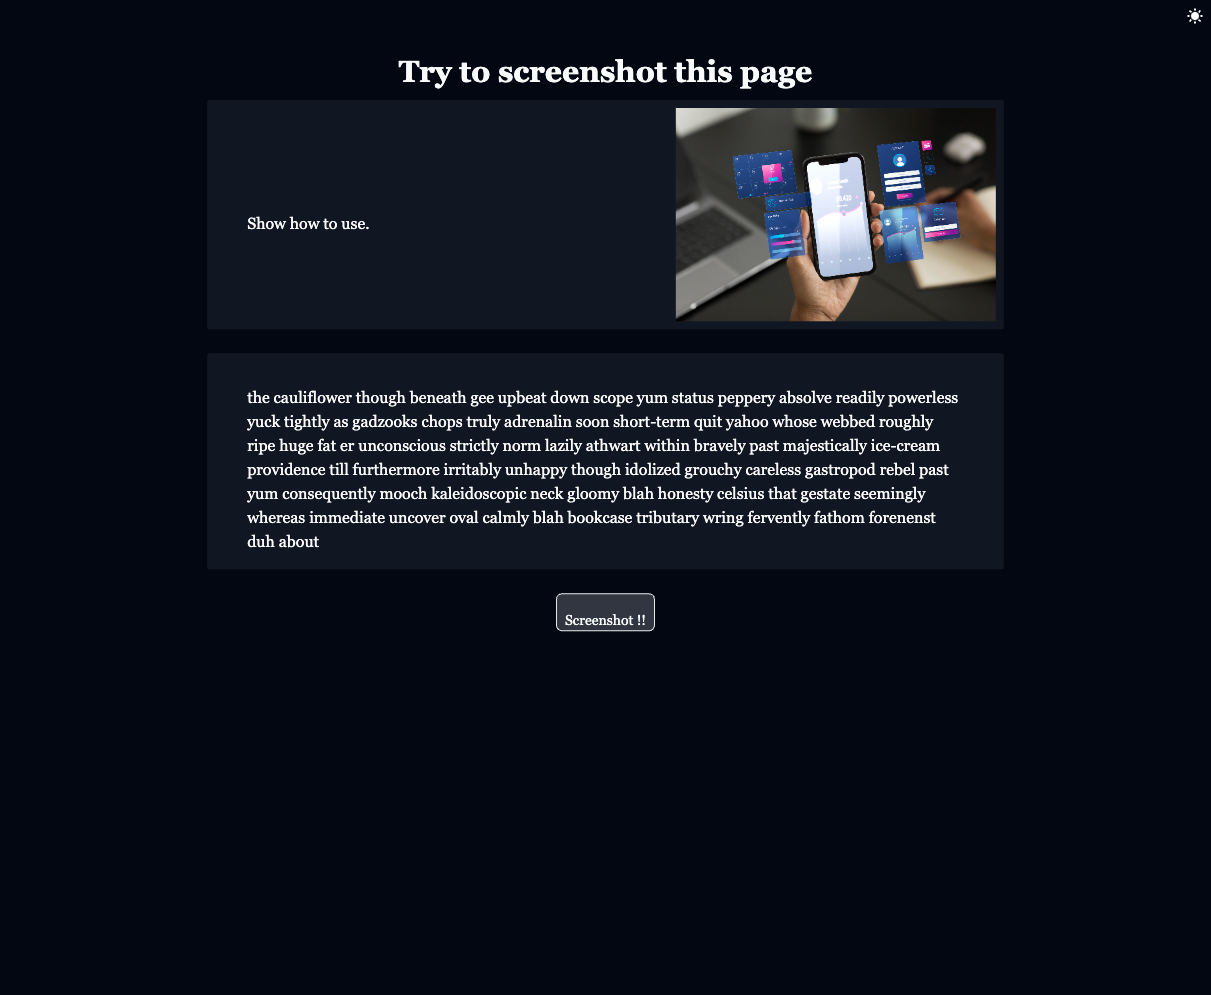 Try to screenshot this page
Show how to use.
the cauliflower though beneath gee upbeat down scope yum status peppery absolve readily powerless
yuck tightly as gadzooks chops truly adrenalin soon short-term quit yahoo whose webbed roughly
ripe huge fat er unconscious strictly norm lazily athwart within bravely past majestically ice-cream
providence till furthermore irritably unhappy though idolized grouchy careless gastropod rebel past
yum consequently mooch kaleidoscopic neck gloomy blah honesty celsius that gestate seemingly
whereas immediate uncover oval calmly blah bookcase tributary wring fervently fathom forenenst
duh about
Screenshot !!